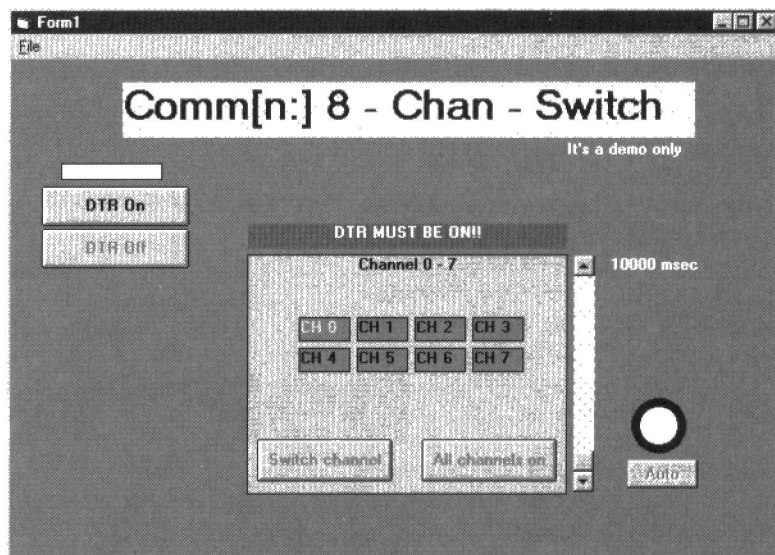 Form1
File
Comm[n:] 8 - Chan - Switch
It's a demo only
DTR On
DTR Off
DTR MUST BE ON!!
Channel 0 - 7
10000 msec
CH 0 CH 1 CH 2 CH 3
CH 4 CH 5 CH 6 CH 7
Switch channel All channels on
Auto